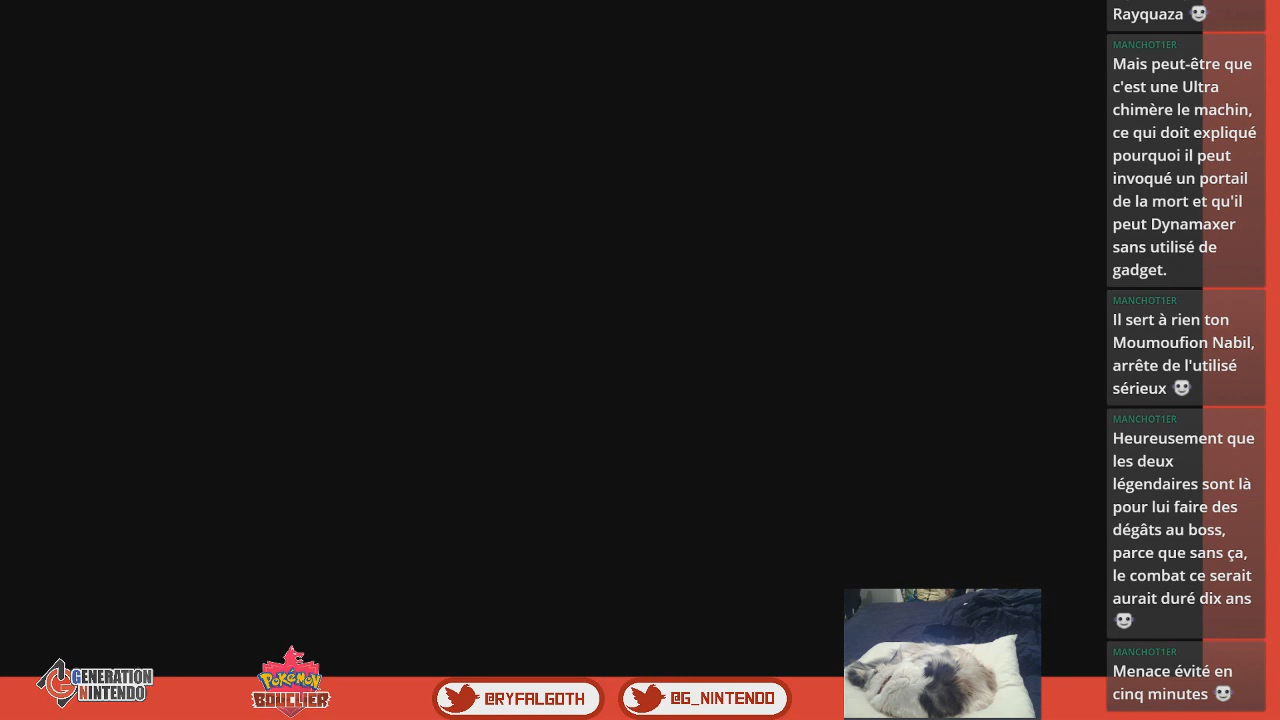 Rayquaza
MANCHOT1ER
Mais peut-être que
c'est une Ultra
chimère le machin,
ce qui doit expliqué
pourquoi il peut
invoqué un portail
de la mort et qu'il
peut Dynamaxer
sans utilisé de
gadget.
MANCHOT1ER
Il sert à rien ton
Moumoufion Nabil,
arrête de l'utilisé
sérieux
MANCHOT1ER
Heureusement que
les deux
légendaires sont là
pour lui faire des
dégâts au boss,
parce que sans ça,
le combat ce serait
aurait duré dix ans
MANCHOT1ER
Menace évité en
cinq minutes
GENERATION
NINTENDO
POKÉMON
BOUCLIER
@RYFALGOTH
@G_NINTENDO